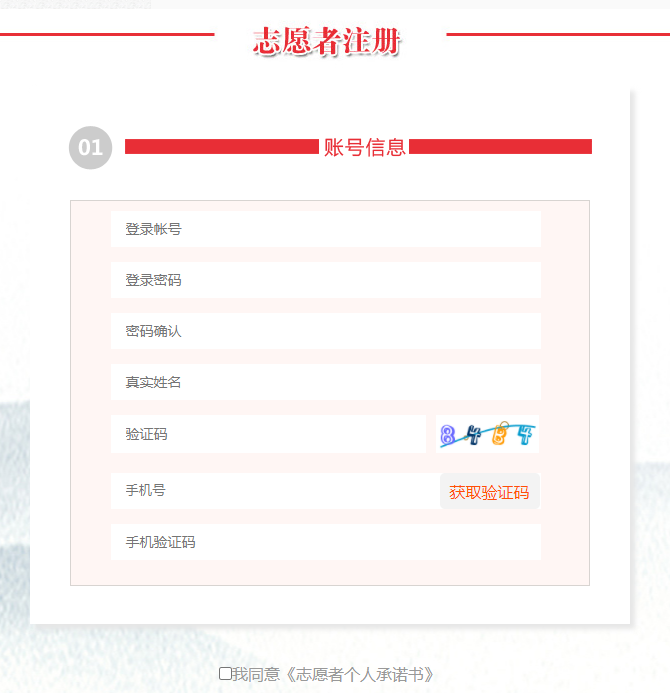 志愿者注册
01 账号信息
登录帐号
登录密码
密码确认
真实姓名
验证码 8484
手机号 获取验证码
手机验证码
我同意《志愿者个人承诺书》